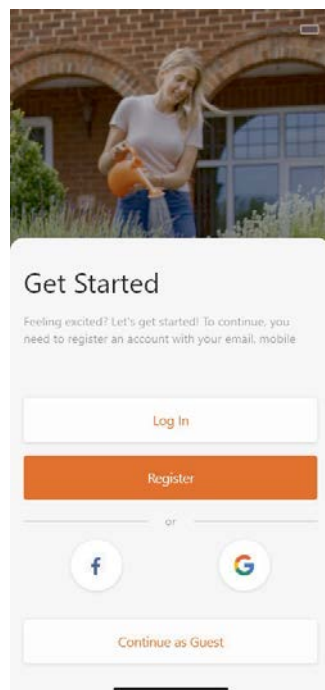 Get Started
Feeling excited? Let's get started! To continue, you
need to register an account with your email, mobile
Log In
Register
or
f
G
Continue as Guest